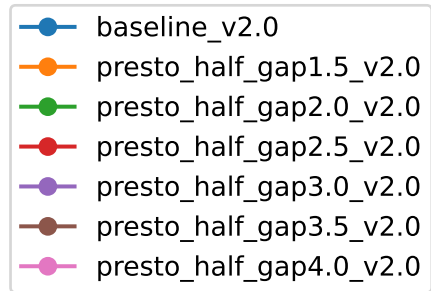 baseline_v2.0
presto_half_gap1.5_v2.0
presto_half_gap2.0_v2.0
presto_half_gap2.5_v2.0
presto_half_gap3.0_v2.0
presto_half_gap3.5_v2.0
presto_half_gap4.0_v2.0